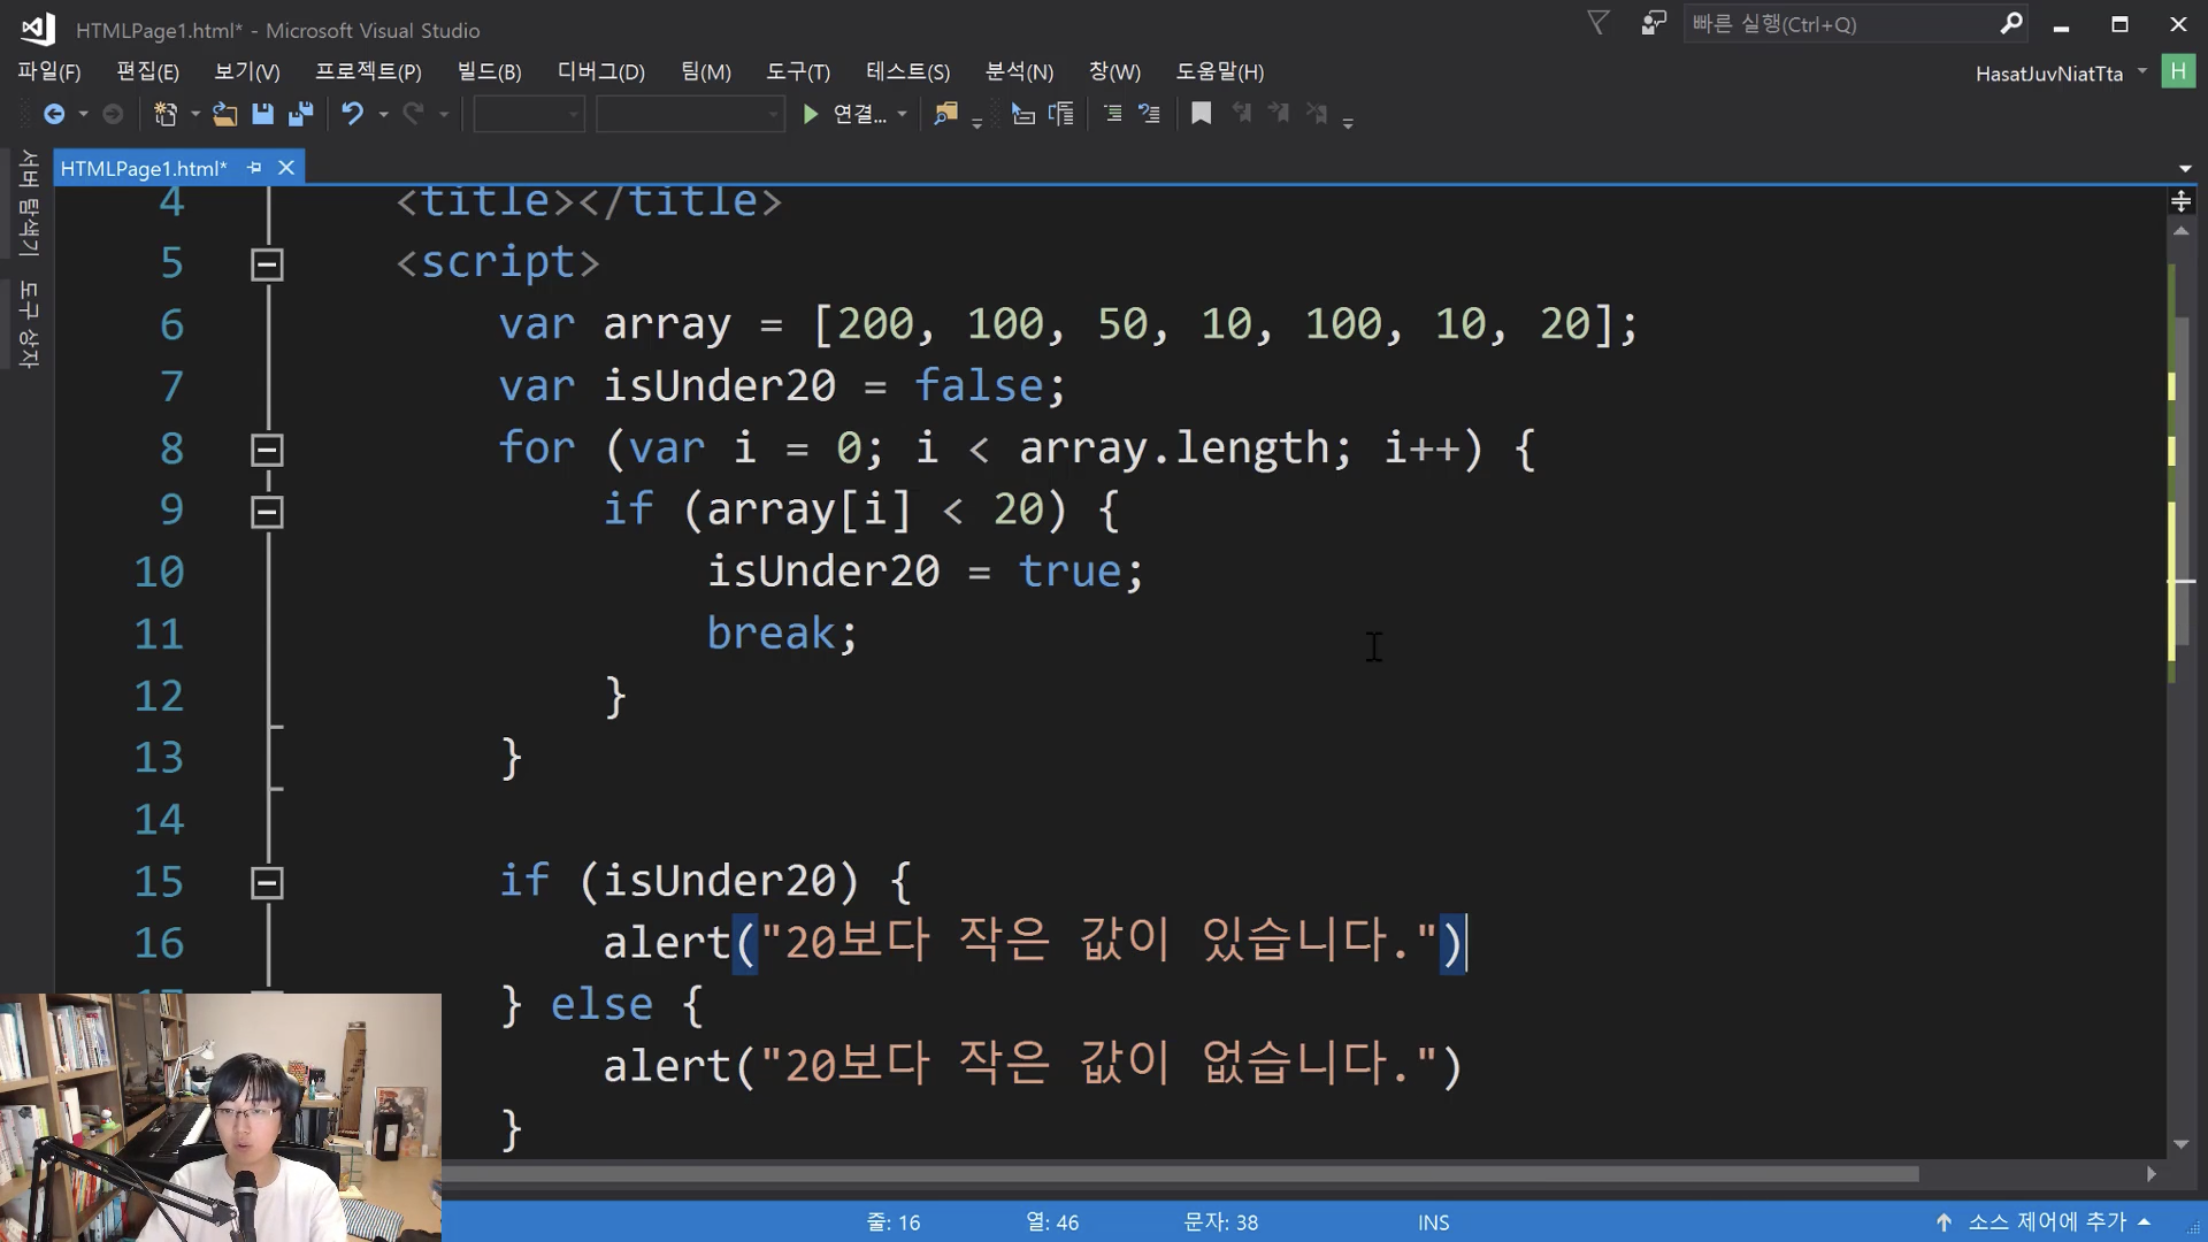 HTMLPage1.html* - Microsoft Visual Studio
빠른 실행(Ctrl+Q)
파일(F) 편집(E) 보기(V) 프로젝트(P) 빌드(B) 디버그(D) 팀(M) 도구(T) 테스트(S) 분석(N) 창(W) 도움말(H)
HasatJuvNiatTta H
연결...
서버 탐색기
도구 상자
HTMLPage1.html*
4 <title></title>
5 <script>
6 var array = [200, 100, 50, 10, 100, 10, 20];
7 var isUnder20 = false;
8 for (var i = 0; i < array.length; i++) {
9 if (array[i] < 20) {
10 isUnder20 = true;
11 break;
12 }
13 }
14
15 if (isUnder20) {
16 alert("20보다 작은 값이 있습니다.")
} else {
alert("20보다 작은 값이 없습니다.")
}
줄: 16 열: 46 문자: 38 INS 소스 제어에 추가